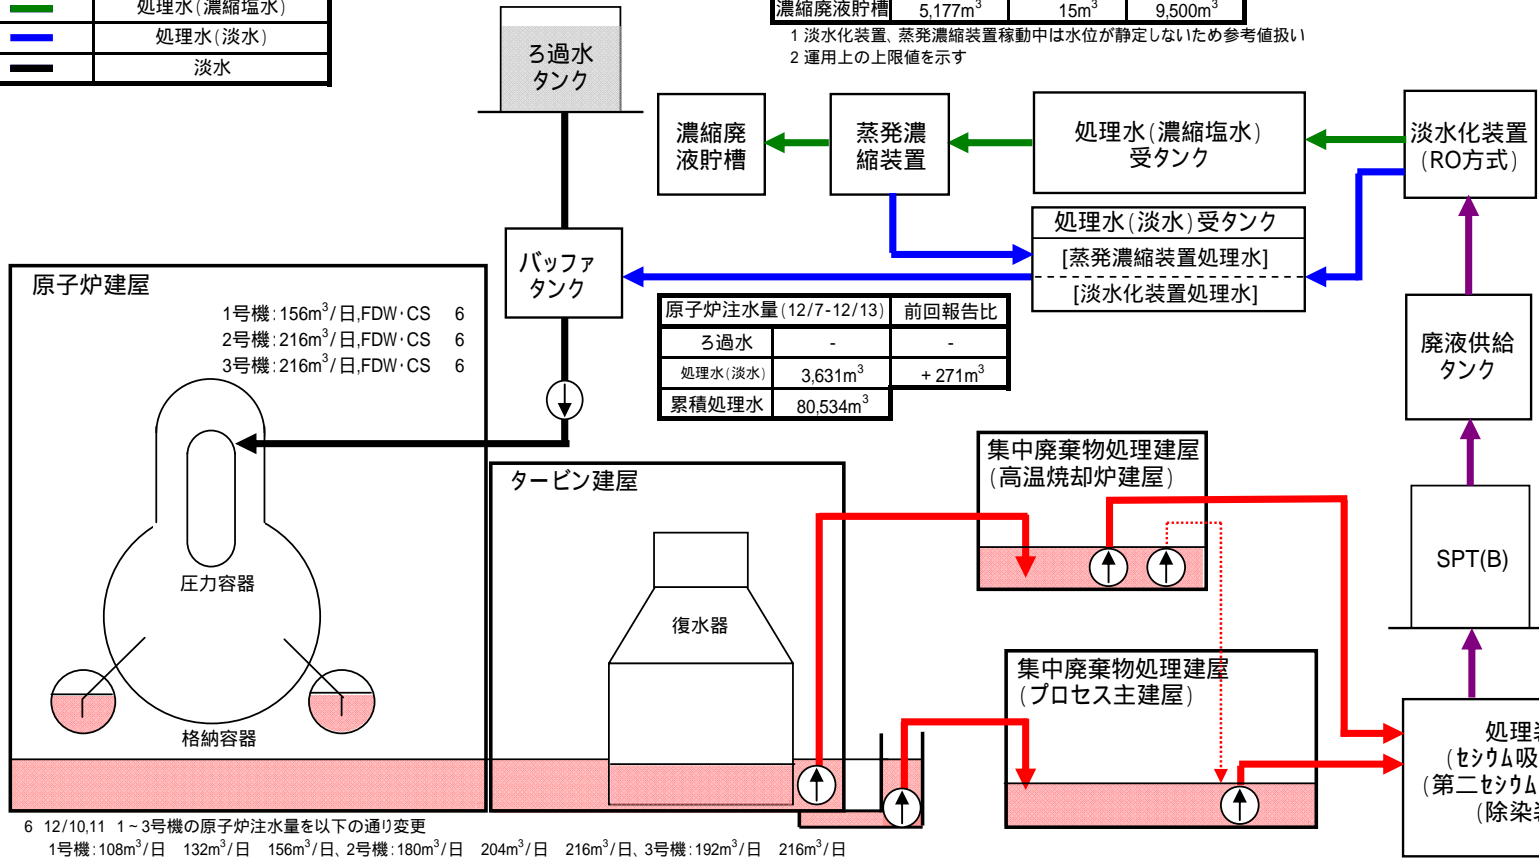 処理水(濃縮塩水)
処理水(淡水)
淡水
濃縮廃液貯槽 5,177m³ 15m³ 9,500m³
1 淡水化装置、蒸発濃縮装置稼動中は水位が静定しないため参考値扱い
2 運用上の上限値を示す
ろ過水
タンク
濃縮廃
液貯槽
蒸発濃
縮装置
処理水(濃縮塩水)
受タンク
淡水化装置
(RO方式)
処理水(淡水)受タンク
[蒸発濃縮装置処理水]
[淡水化装置処理水]
バッファ
タンク
原子炉建屋
1号機:156m³/日,FDW・CS 6
2号機:216m³/日,FDW・CS 6
3号機:216m³/日,FDW・CS 6
原子炉注水量(12/7-12/13) 前回報告比
ろ過水 - -
処理水(淡水) 3,631m³ +271m³
累積処理水 80,534m³
廃液供給
タンク
圧力容器
格納容器
タービン建屋
復水器
集中廃棄物処理建屋
(高温焼却炉建屋)
SPT(B)
集中廃棄物処理建屋
(プロセス主建屋)
処理
(セシウム吸
(第二セシウム
(除染
6 12/10,11 1~3号機の原子炉注水量を以下の通り変更
1号機:108m³/日 132m³/日 156m³/日、2号機:180m³/日 204m³/日 216m³/日、3号機:192m³/日 216m³/日